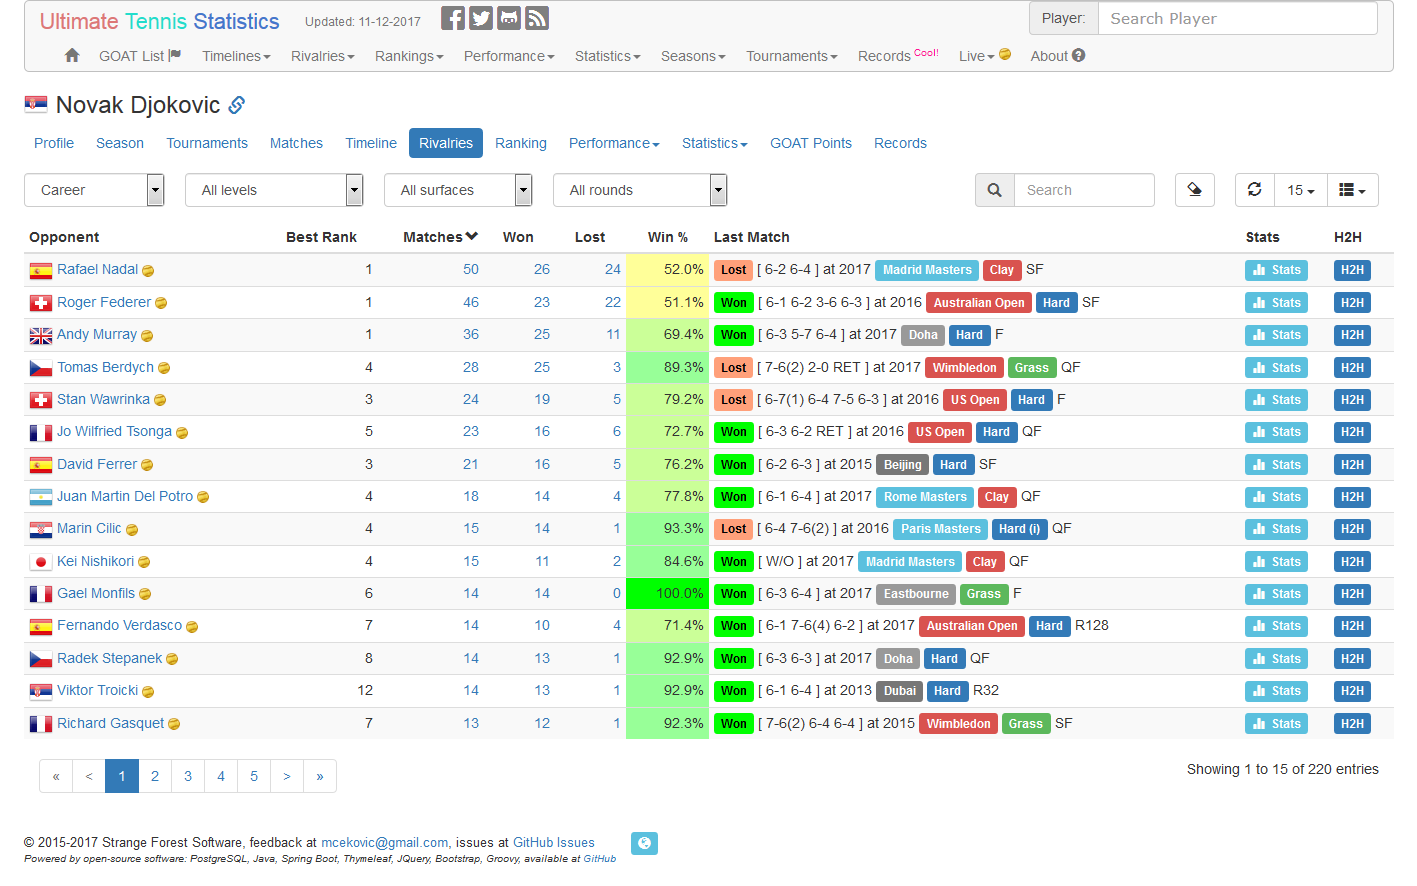 Ultimate Tennis Statistics Updated: 11-12-2017 Player: Search Player
GOAT List Timelines Rivalries Rankings Performance Statistics Seasons Tournaments Records Cool! Live About
Novak Djokovic
Profile Season Tournaments Matches Timeline Rivalries Ranking Performance Statistics GOAT Points Records
Career All levels All surfaces All rounds Search 15
Opponent Best Rank Matches Won Lost Win % Last Match Stats H2H
Rafael Nadal 1 50 26 24 52.0% Lost [ 6-2 6-4 ] at 2017 Madrid Masters Clay SF Stats H2H
Roger Federer 1 46 23 22 51.1% Won [ 6-1 6-2 3-6 6-3 ] at 2016 Australian Open Hard SF Stats H2H
Andy Murray 1 36 25 11 69.4% Won [ 6-3 5-7 6-4 ] at 2017 Doha Hard F Stats H2H
Tomas Berdych 4 28 25 3 89.3% Lost [ 7-6(2) 2-0 RET ] at 2017 Wimbledon Grass QF Stats H2H
Stan Wawrinka 3 24 19 5 79.2% Lost [ 6-7(1) 6-4 7-5 6-3 ] at 2016 US Open Hard F Stats H2H
Jo Wilfried Tsonga 5 23 16 6 72.7% Won [ 6-3 6-2 RET ] at 2016 US Open Hard QF Stats H2H
David Ferrer 3 21 16 5 76.2% Won [ 6-2 6-3 ] at 2015 Beijing Hard SF Stats H2H
Juan Martin Del Potro 4 18 14 4 77.8% Won [ 6-1 6-4 ] at 2017 Rome Masters Clay QF Stats H2H
Marin Cilic 4 15 14 1 93.3% Lost [ 6-4 7-6(2) ] at 2016 Paris Masters Hard (i) QF Stats H2H
Kei Nishikori 4 15 11 2 84.6% Won [ W/O ] at 2017 Madrid Masters Clay QF Stats H2H
Gael Monfils 6 14 14 0 100.0% Won [ 6-3 6-4 ] at 2017 Eastbourne Grass F Stats H2H
Fernando Verdasco 7 14 10 4 71.4% Won [ 6-1 7-6(4) 6-2 ] at 2017 Australian Open Hard R128 Stats H2H
Radek Stepanek 8 14 13 1 92.9% Won [ 6-3 6-3 ] at 2017 Doha Hard QF Stats H2H
Viktor Troicki 12 14 13 1 92.9% Won [ 6-1 6-4 ] at 2013 Dubai Hard R32 Stats H2H
Richard Gasquet 7 13 12 1 92.3% Won [ 7-6(2) 6-4 6-4 ] at 2015 Wimbledon Grass SF Stats H2H
« < 1 2 3 4 5 > » Showing 1 to 15 of 220 entries
© 2015-2017 Strange Forest Software, feedback at mcekovic@gmail.com, issues at GitHub Issues
Powered by open-source software: PostgreSQL, Java, Spring Boot, Thymeleaf, JQuery, Bootstrap, Groovy, available at GitHub